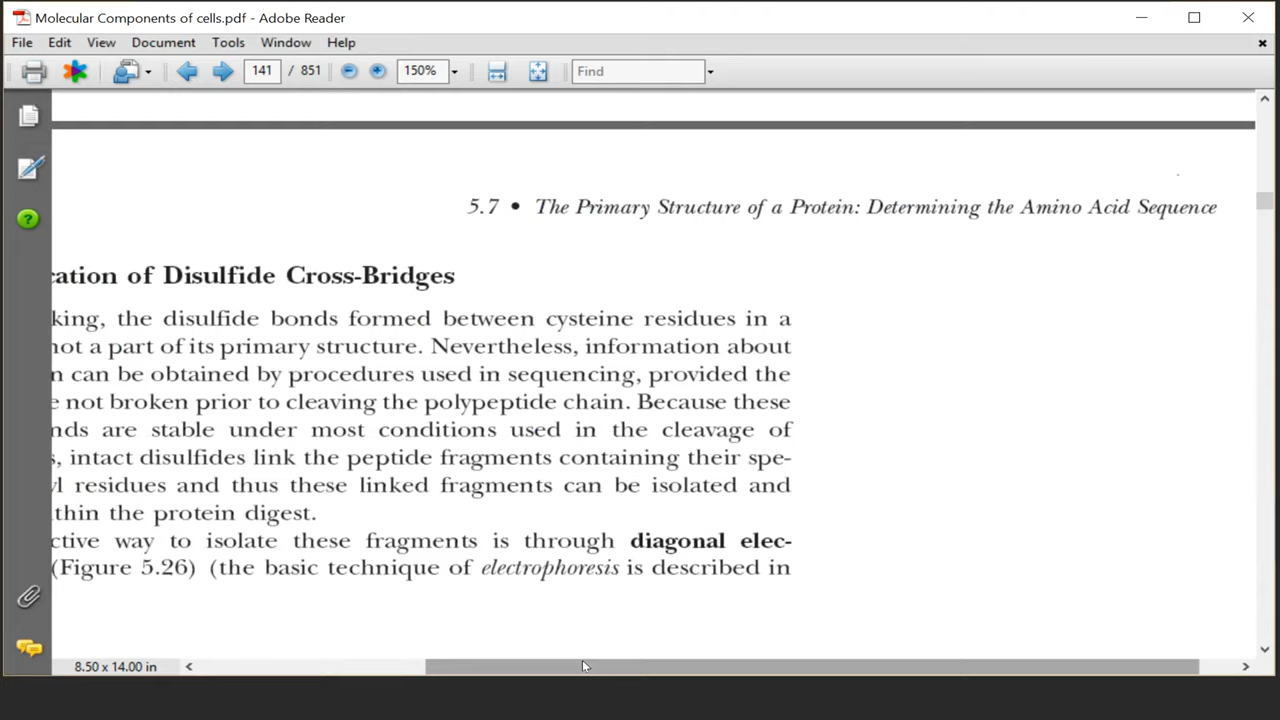 Molecular Components of cells.pdf - Adobe Reader
File Edit View Document Tools Window Help
141 / 851 150% Find
5.7 • The Primary Structure of a Protein: Determining the Amino Acid Sequence
cation of Disulfide Cross-Bridges
king, the disulfide bonds formed between cysteine residues in a
not a part of its primary structure. Nevertheless, information about
n can be obtained by procedures used in sequencing, provided the
e not broken prior to cleaving the polypeptide chain. Because these
nds are stable under most conditions used in the cleavage of
s, intact disulfides link the peptide fragments containing their spe-
yl residues and thus these linked fragments can be isolated and
thin the protein digest.
ctive way to isolate these fragments is through diagonal elec-
(Figure 5.26) (the basic technique of electrophoresis is described in
8.50 x 14.00 in